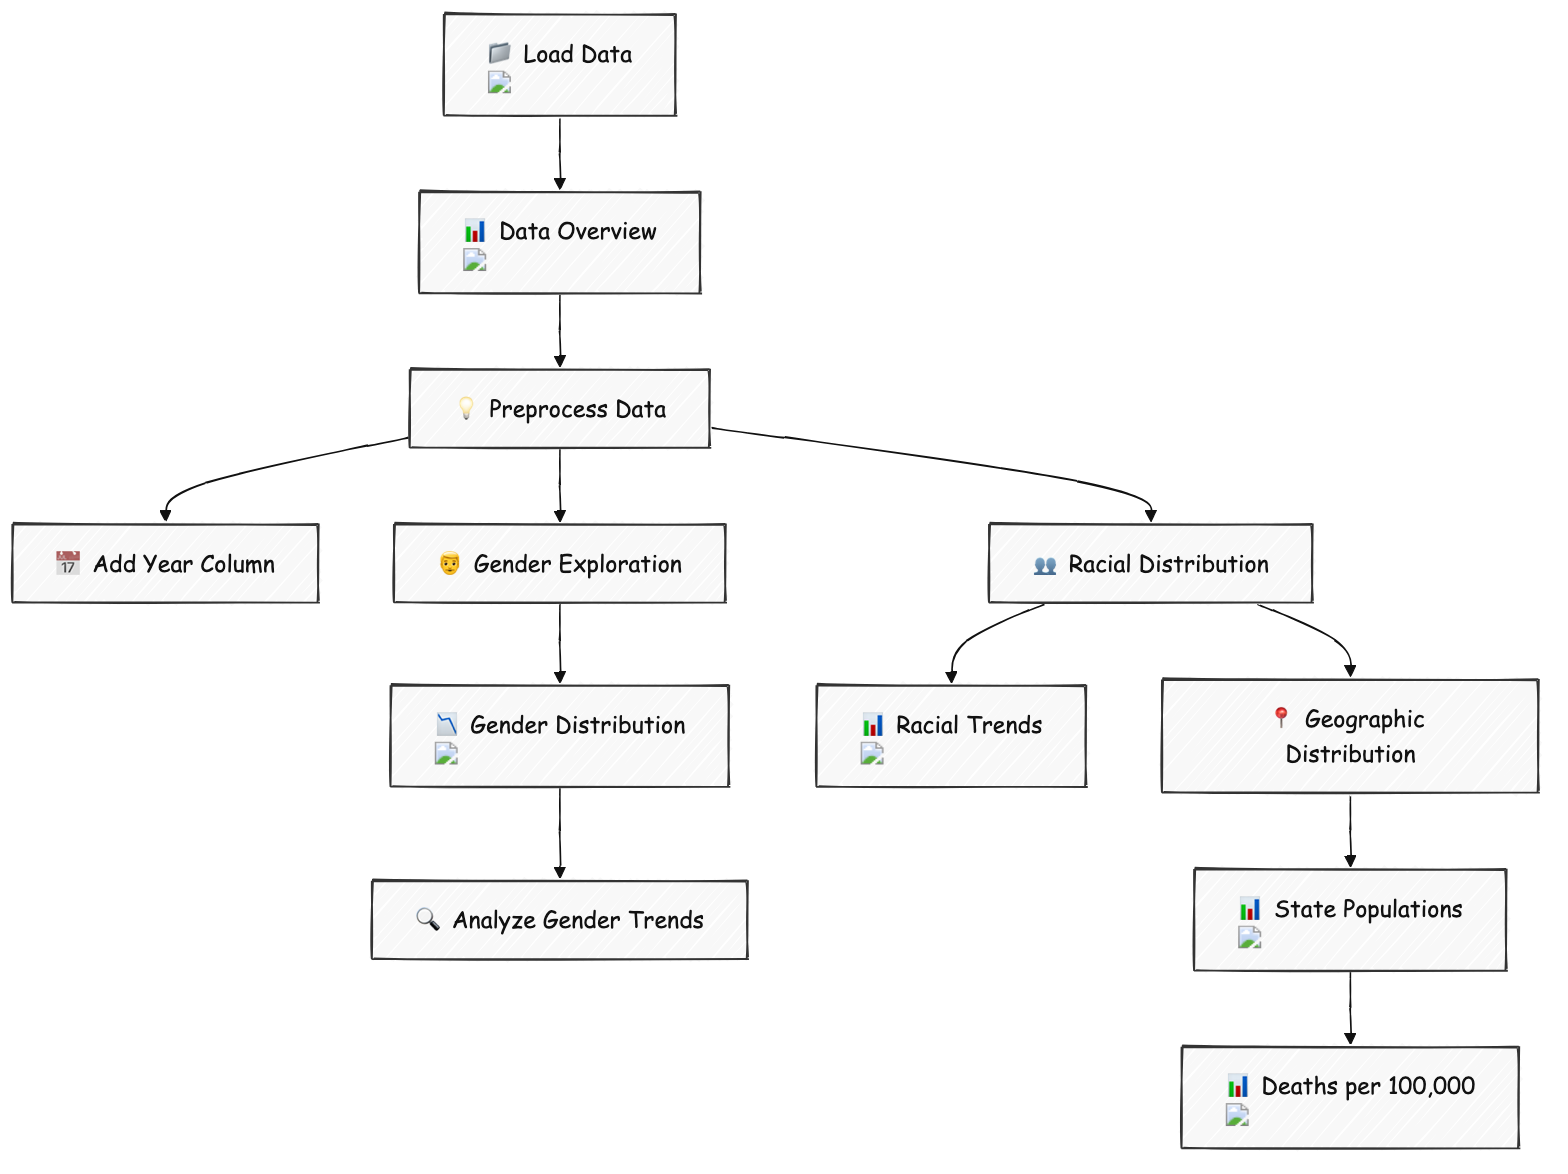 Load Data
Data Overview
Preprocess Data
17 Add Year Column
Gender Exploration
Racial Distribution
Gender Distribution
Racial Trends
Geographic
Distribution
Analyze Gender Trends
State Populations
Deaths per 100,000